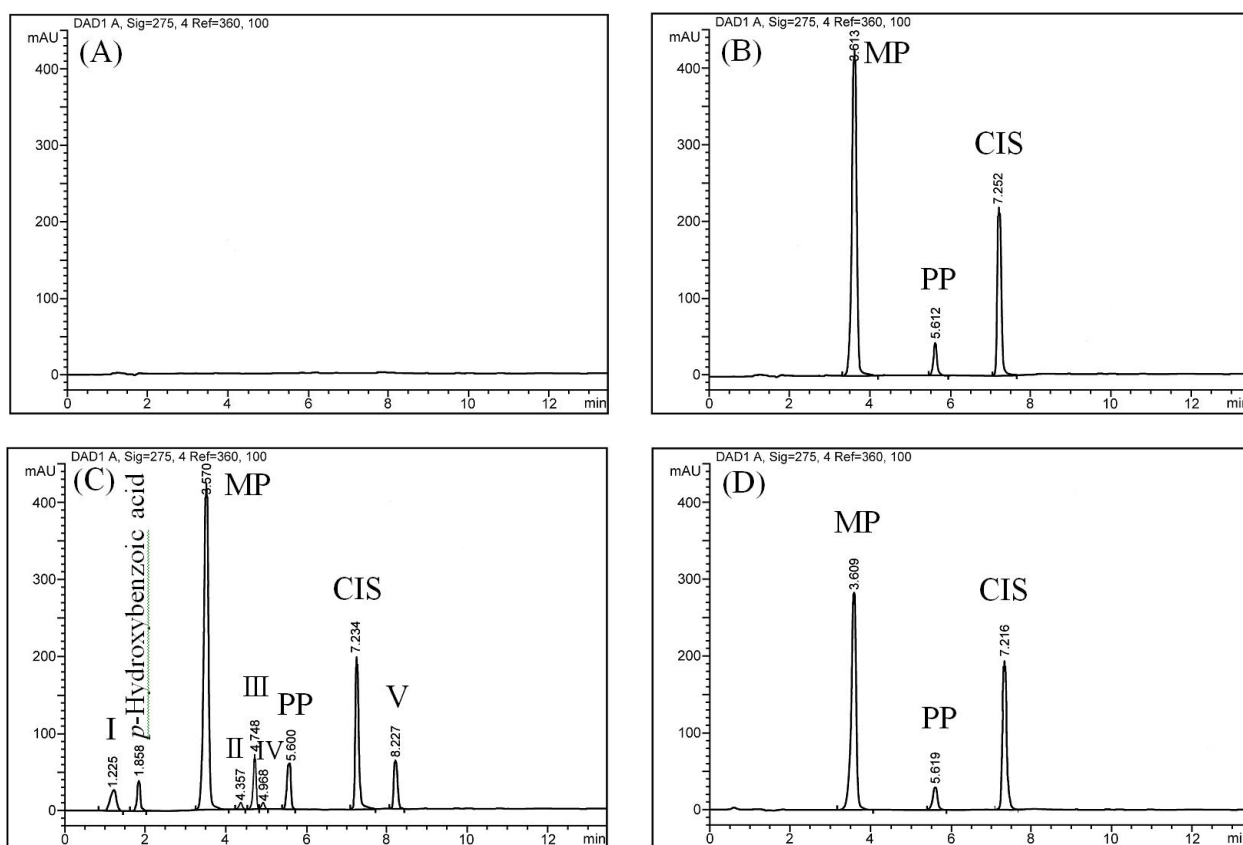 DAD1 A, Sig=275, 4 Ref=360, 100
mAU
(A)
400
300
200
100
0
0 2 4 6 8 10 12 min
DAD1 A, Sig=275, 4 Ref=360, 100
mAU
(B)
3.613
MP
400
300
CIS
7.252
200
PP
5.612
100
0
0 2 4 6 8 10 12 min
DAD1 A, Sig=275, 4 Ref=360, 100
mAU
(C)
p-Hydroxybenzoic acid
3.570
MP
400
300
CIS
7.234
200
III
4.748
PP
5.600
V
8.227
I
1.225
1.858
II
4.357
IV
4.968
100
0
0 2 4 6 8 10 12 min
DAD1 A, Sig=275, 4 Ref=360, 100
mAU
(D)
400
MP
3.609
300
CIS
7.216
200
PP
5.619
100
0
0 2 4 6 8 10 12 min